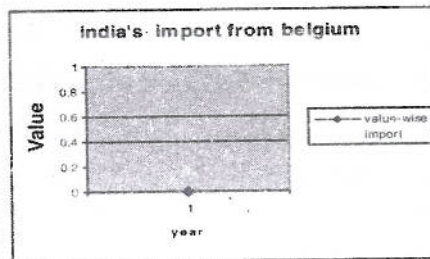 india's import from belgium
1
0.8
0.6
0.4
0.2
0
Value
1
year
value-wise
import